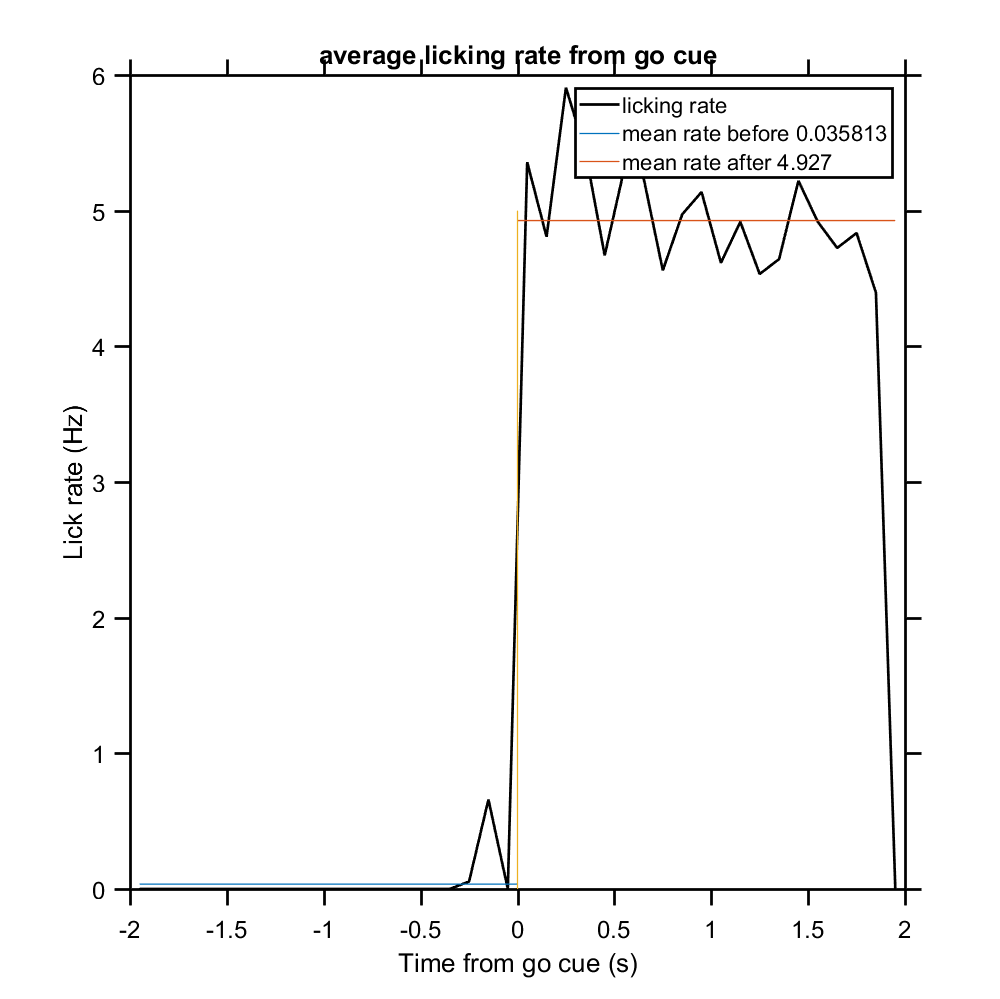 average licking rate from go cue
6
licking rate
mean rate before 0.035813
mean rate after 4.927
5
4
3
2
1
0
Lick rate (Hz)
-2 -1.5 -1 -0.5 0 0.5 1 1.5 2
Time from go cue (s)